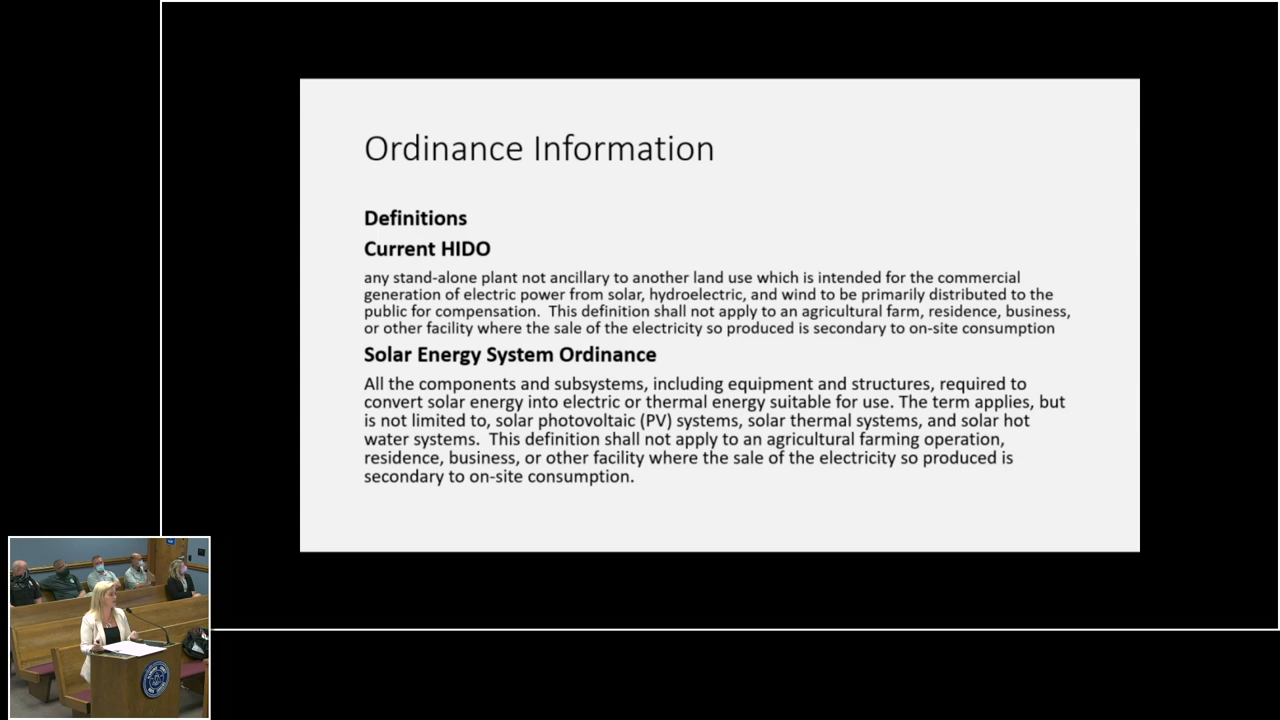 Ordinance Information
Definitions
Current HIDO
any stand-alone plant not ancillary to another land use which is intended for the commercial
generation of electric power from solar, hydroelectric, and wind to be primarily distributed to the
public for compensation.  This definition shall not apply to an agricultural farm, residence, business,
or other facility where the sale of the electricity so produced is secondary to on-site consumption
Solar Energy System Ordinance
All the components and subsystems, including equipment and structures, required to
convert solar energy into electric or thermal energy suitable for use. The term applies, but
is not limited to, solar photovoltaic (PV) systems, solar thermal systems, and solar hot
water systems.  This definition shall not apply to an agricultural farming operation,
residence, business, or other facility where the sale of the electricity so produced is
secondary to on-site consumption.